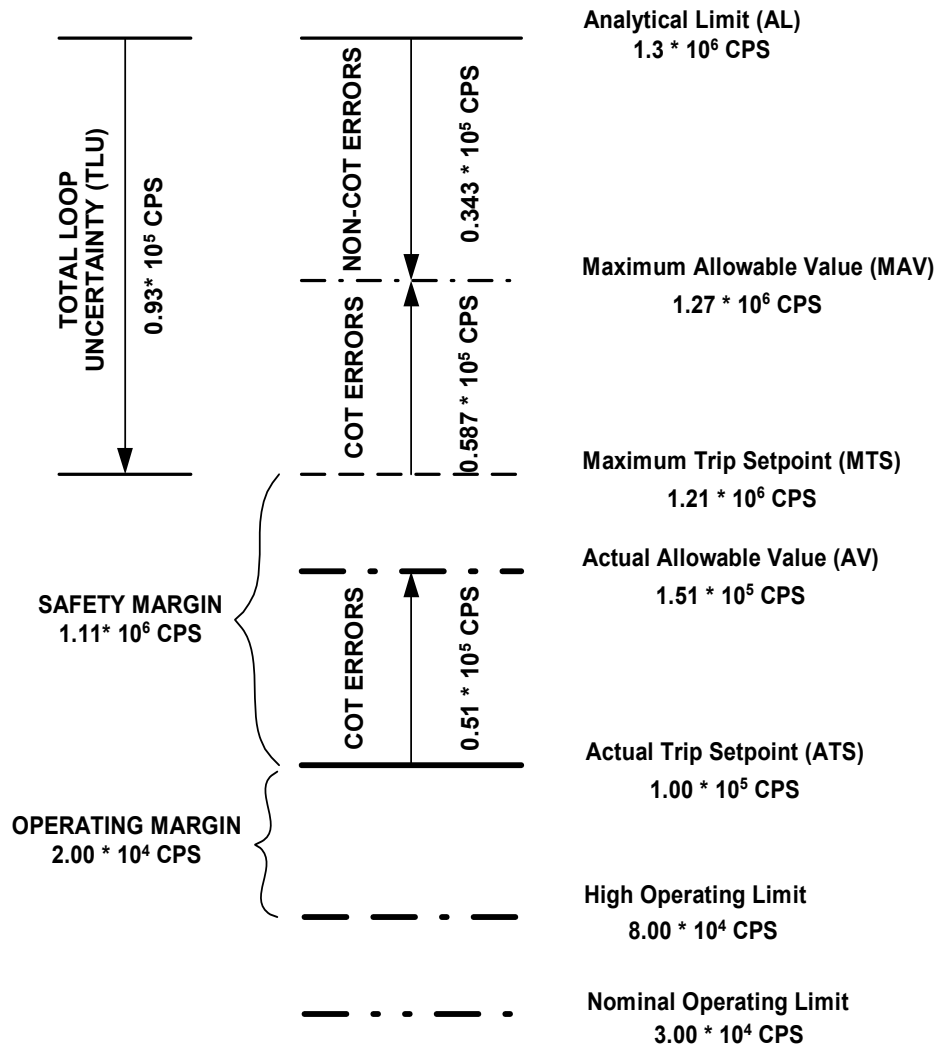 Analytical Limit (AL)
1.3 * 10⁶ CPS
TOTAL LOOP
UNCERTAINTY (TLU)
0.93* 10⁵ CPS
NON-COT ERRORS
0.343 * 10⁵ CPS
Maximum Allowable Value (MAV)
1.27 * 10⁶ CPS
COT ERRORS
0.587 * 10⁵ CPS
Maximum Trip Setpoint (MTS)
1.21 * 10⁶ CPS
Actual Allowable Value (AV)
1.51 * 10⁵ CPS
SAFETY MARGIN
1.11* 10⁶ CPS
COT ERRORS
0.51 * 10⁵ CPS
Actual Trip Setpoint (ATS)
1.00 * 10⁵ CPS
OPERATING MARGIN
2.00 * 10⁴ CPS
High Operating Limit
8.00 * 10⁴ CPS
Nominal Operating Limit
3.00 * 10⁴ CPS